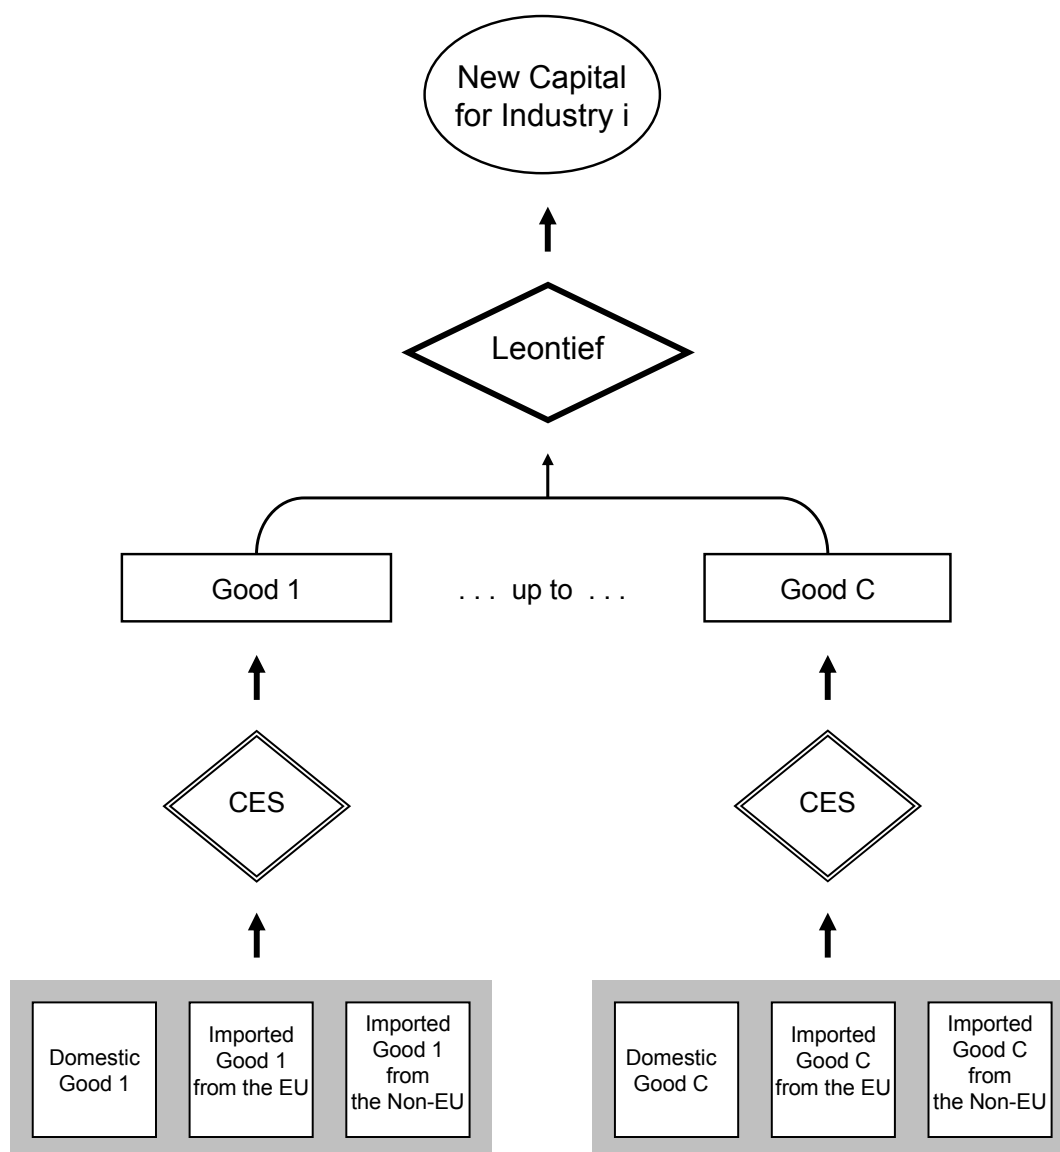 New Capital
for Industry i
Leontief
Good 1
. . . up to . . .
Good C
CES
CES
Domestic
Good 1
Imported
Good 1
from the EU
Imported
Good 1
from
the Non-EU
Domestic
Good C
Imported
Good C
from the EU
Imported
Good C
from
the Non-EU